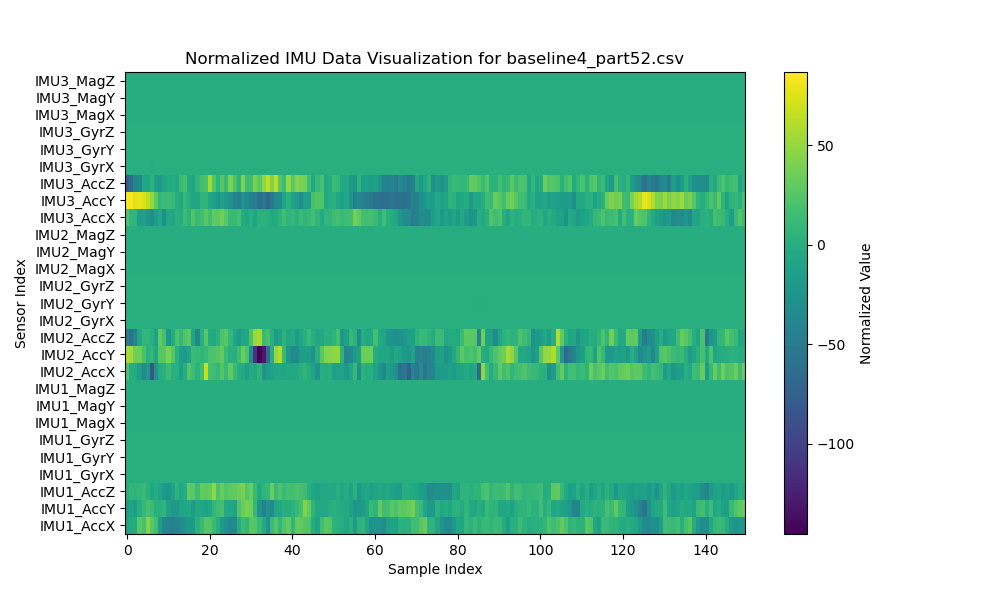 Normalized IMU Data Visualization for baseline4_part52.csv
IMU3_MagZ
IMU3_MagY
IMU3_MagX
IMU3_GyrZ
IMU3_GyrY
IMU3_GyrX
IMU3_AccZ
IMU3_AccY
IMU3_AccX
IMU2_MagZ
IMU2_MagY
IMU2_MagX
IMU2_GyrZ
IMU2_GyrY
IMU2_GyrX
IMU2_AccZ
IMU2_AccY
IMU2_AccX
IMU1_MagZ
IMU1_MagY
IMU1_MagX
IMU1_GyrZ
IMU1_GyrY
IMU1_GyrX
IMU1_AccZ
IMU1_AccY
IMU1_AccX
Sensor Index
0 20 40 60 80 100 120 140
Sample Index
50
0
−50
−100
Normalized Value